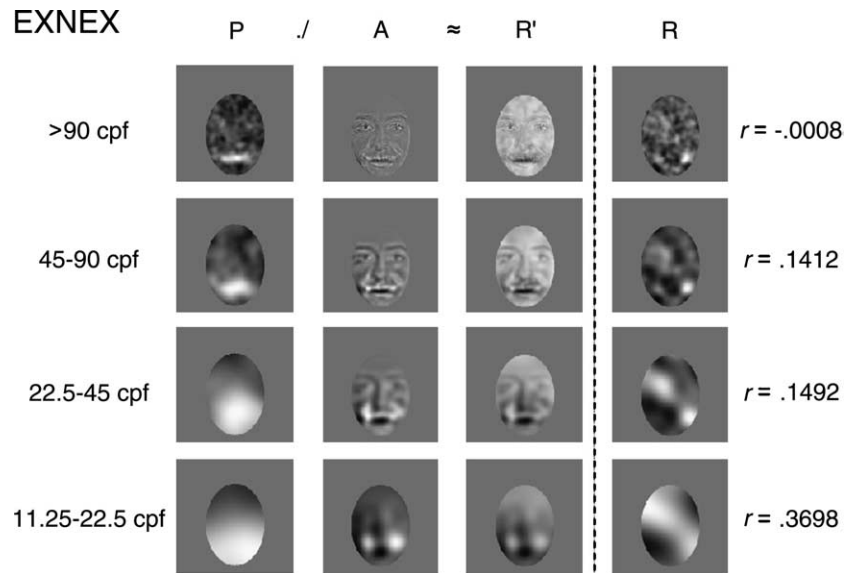 EXNEX
P ./ A ≈ R' R
>90 cpf r = -.0008
45-90 cpf r = .1412
22.5-45 cpf r = .1492
11.25-22.5 cpf r = .3698